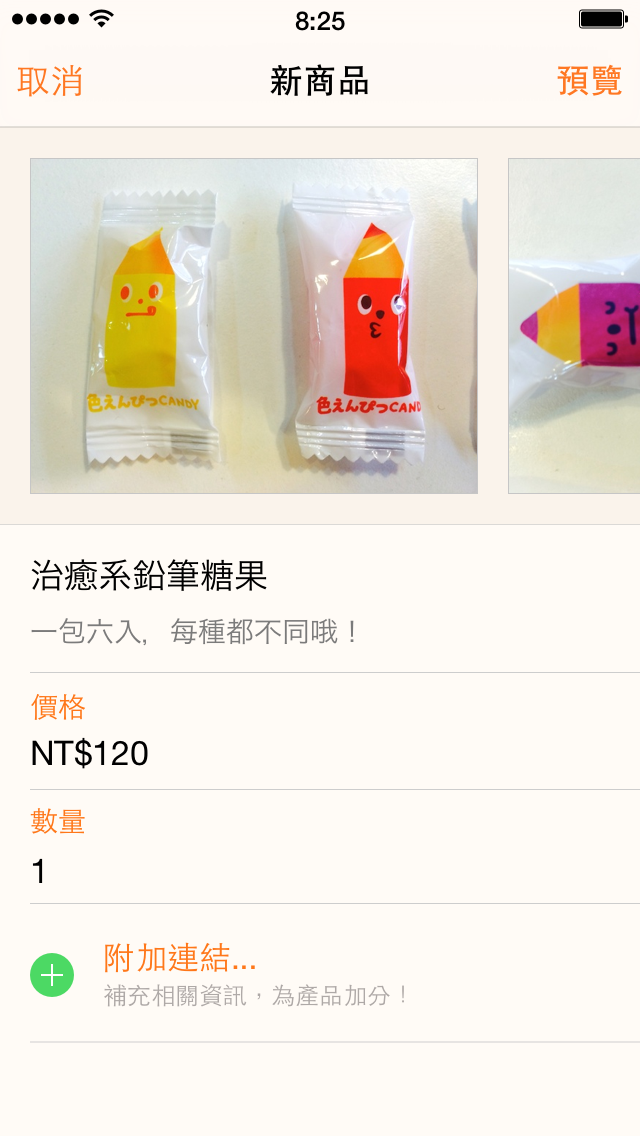 8:25
取消 新商品 預覽
色えんぴつCANDY 色えんぴつCAND
治癒系鉛筆糖果
一包六入，每種都不同哦！
價格
NT$120
數量
1
附加連結...
補充相關資訊，為產品加分！